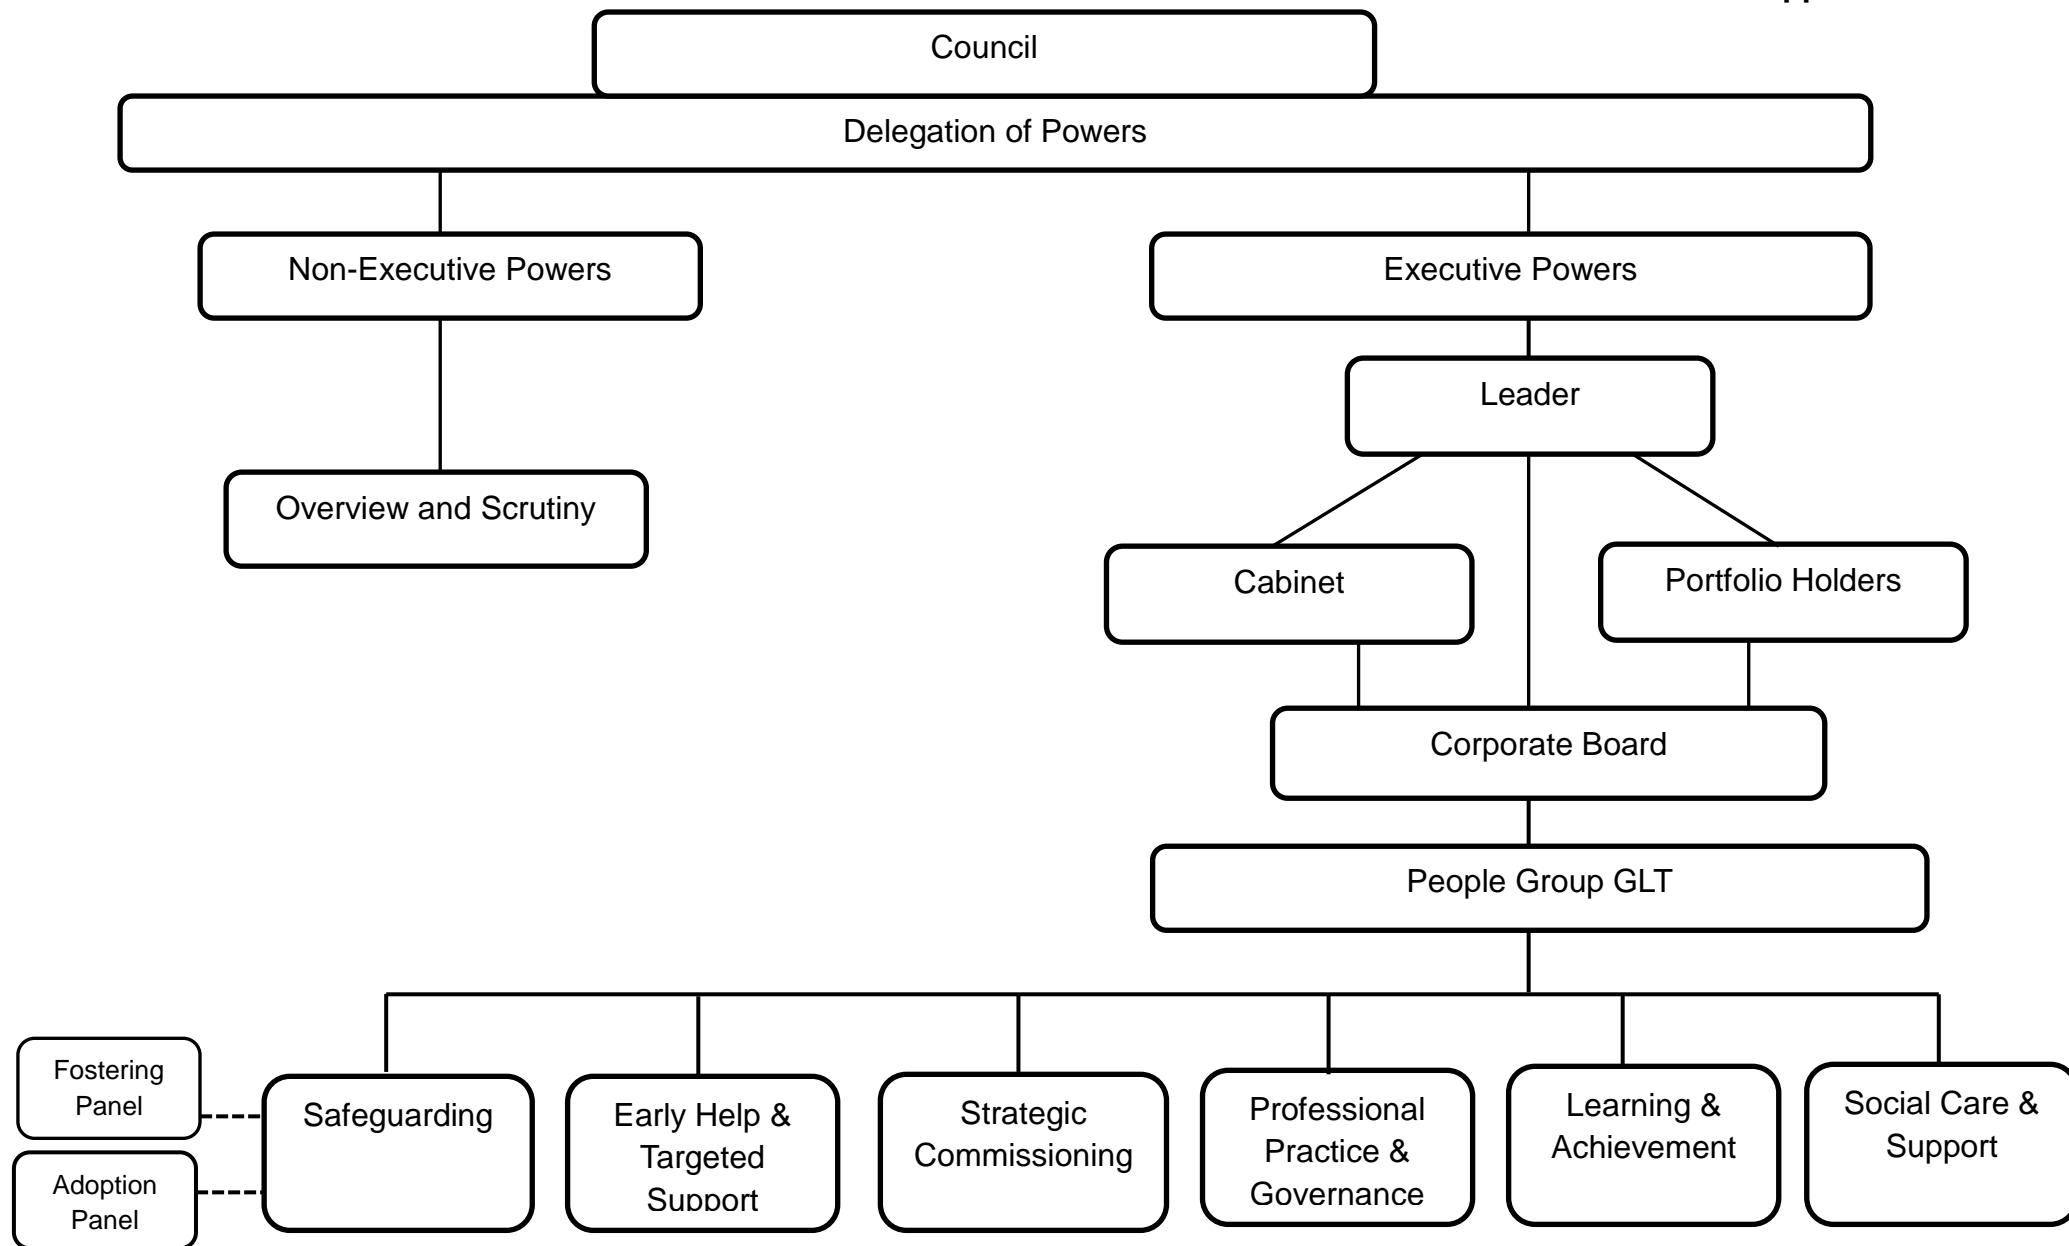 Council
Delegation of Powers
Non-Executive Powers
Executive Powers
Leader
Overview and Scrutiny
Cabinet
Portfolio Holders
Corporate Board
People Group GLT
Fostering
Panel
Adoption
Panel
Safeguarding
Early Help &
Targeted
Support
Strategic
Commissioning
Professional
Practice &
Governance
Learning &
Achievement
Social Care &
Support